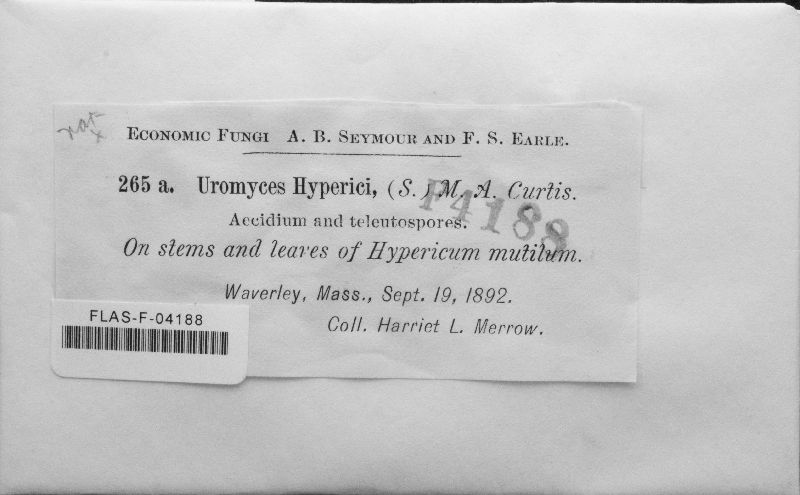 Economic Fungi A. B. Seymour and F. S. Earle.
265 a. Uromyces Hyperici, (S.) M. A. Curtis.
F4188
Aecidium and teleutospores.
On stems and leaves of Hypericum mutilum.
Waverley, Mass., Sept. 19, 1892.
Coll. Harriet L. Merrow.
FLAS-F-04188